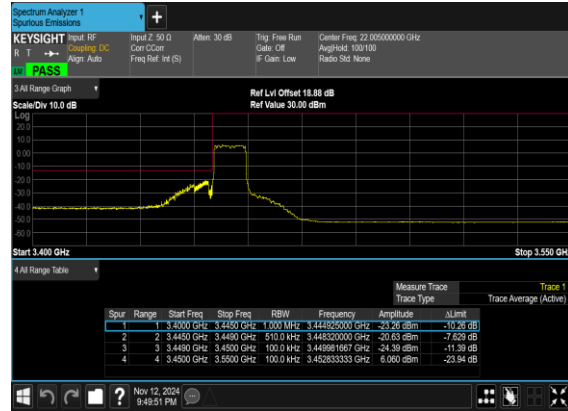 Spectrum Analyzer 1
Spurious Emissions
KEYSIGHT Input: RF Input Z: 50 Ω Atten: 30 dB Trig: Free Run Center Freq: 22.005000000 GHz
R T Coupling: DC Corr CCorr Gate: Off Avg|Hold: 100/100
Align: Auto Freq Ref: Int (S) IF Gain: Low Radio Std: None
PASS
3 All Range Graph
Ref Lvl Offset 18.88 dB
Scale/Div 10.0 dB Ref Value 30.00 dBm
Log
20.0
10.0
0.00
-10.0
-20.0
-30.0
-40.0
-50.0
-60.0
Start 3.400 GHz Stop 3.550 GH
4 All Range Table
Measure Trace Trace 1
Trace Type Trace Average (Active)
Spur Range Start Freq Stop Freq RBW Frequency Amplitude ΔLimit
1 1 3.4000 GHz 3.4450 GHz 1.000 MHz 3.444925000 GHz -23.26 dBm -10.26 dB
2 2 3.4450 GHz 3.4490 GHz 510.0 kHz 3.448320000 GHz -20.63 dBm -7.629 dB
3 3 3.4490 GHz 3.4500 GHz 100.0 kHz 3.449981667 GHz -24.39 dBm -11.39 dB
4 4 3.4500 GHz 3.5500 GHz 100.0 kHz 3.452833333 GHz 6.060 dBm -23.94 dB
? Nov 12, 2024
9:49:51 PM